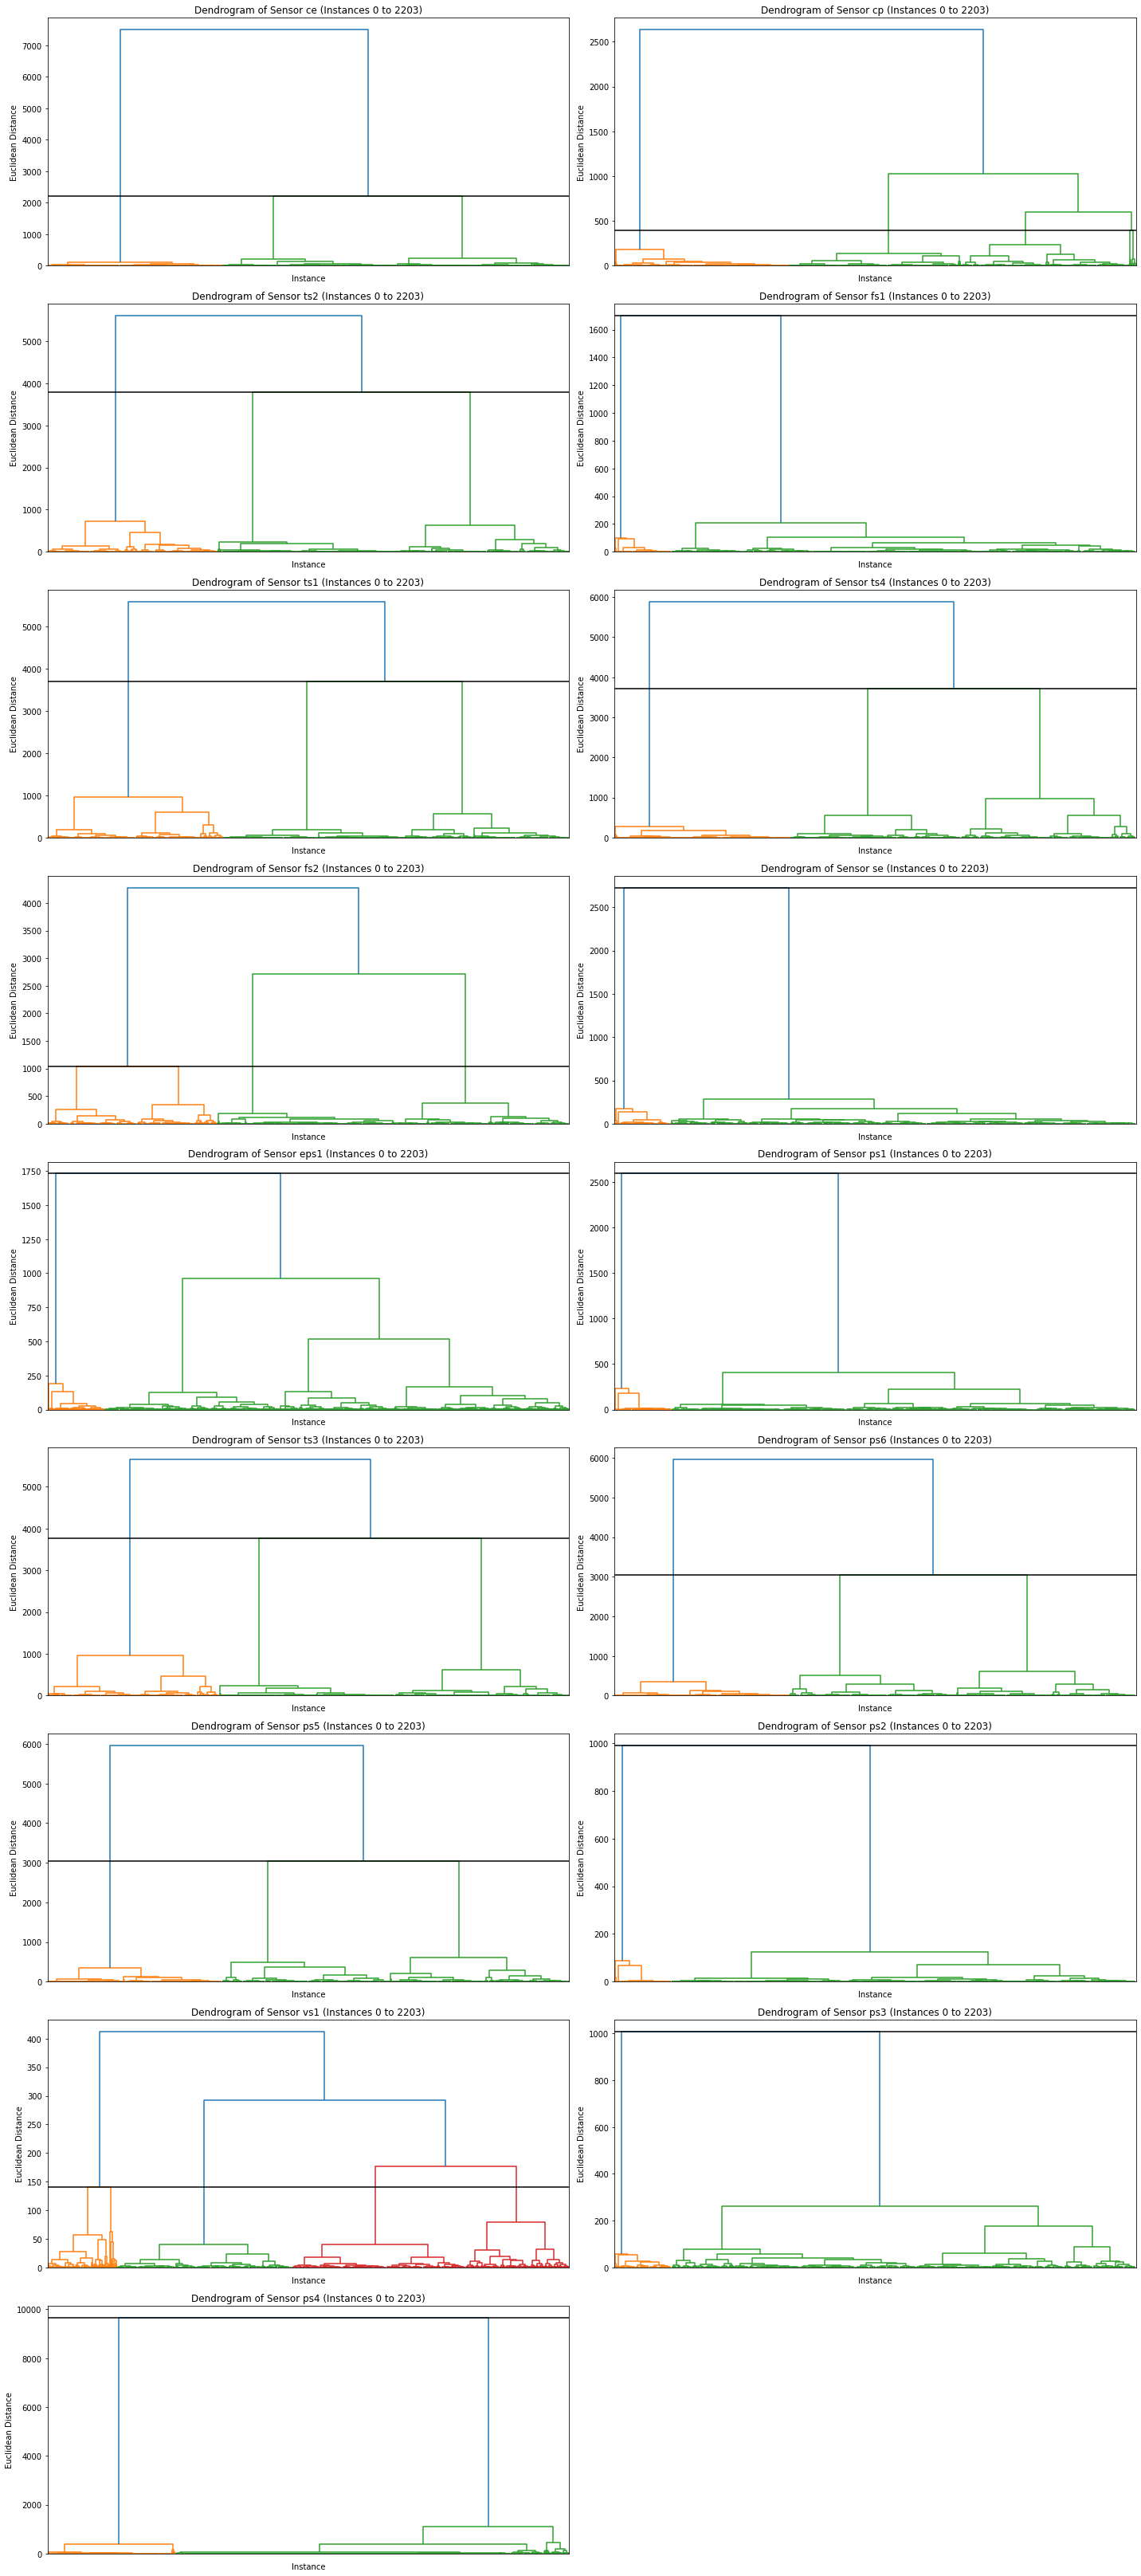 Dendrogram of Sensor ce (Instances 0 to 2203)
7000
6000
5000
4000
3000
2000
1000
0
Euclidean Distance
Instance
Dendrogram of Sensor cp (Instances 0 to 2203)
2500
2000
1500
1000
500
0
Euclidean Distance
Instance
Dendrogram of Sensor ts2 (Instances 0 to 2203)
5000
4000
3000
2000
1000
0
Euclidean Distance
Instance
Dendrogram of Sensor fs1 (Instances 0 to 2203)
1600
1400
1200
1000
800
600
400
200
0
Euclidean Distance
Instance
Dendrogram of Sensor ts1 (Instances 0 to 2203)
5000
4000
3000
2000
1000
0
Euclidean Distance
Instance
Dendrogram of Sensor ts4 (Instances 0 to 2203)
6000
5000
4000
3000
2000
1000
0
Euclidean Distance
Instance
Dendrogram of Sensor fs2 (Instances 0 to 2203)
4000
3500
3000
2500
2000
1500
1000
500
0
Euclidean Distance
Instance
Dendrogram of Sensor se (Instances 0 to 2203)
2500
2000
1500
1000
500
0
Euclidean Distance
Instance
Dendrogram of Sensor eps1 (Instances 0 to 2203)
1750
1500
1250
1000
750
500
250
0
Euclidean Distance
Instance
Dendrogram of Sensor ps1 (Instances 0 to 2203)
2500
2000
1500
1000
500
0
Euclidean Distance
Instance
Dendrogram of Sensor ts3 (Instances 0 to 2203)
5000
4000
3000
2000
1000
0
Euclidean Distance
Instance
Dendrogram of Sensor ps6 (Instances 0 to 2203)
6000
5000
4000
3000
2000
1000
0
Euclidean Distance
Instance
Dendrogram of Sensor ps5 (Instances 0 to 2203)
6000
5000
4000
3000
2000
1000
0
Euclidean Distance
Instance
Dendrogram of Sensor ps2 (Instances 0 to 2203)
1000
800
600
400
200
0
Euclidean Distance
Instance
Dendrogram of Sensor vs1 (Instances 0 to 2203)
400
350
300
250
200
150
100
50
0
Euclidean Distance
Instance
Dendrogram of Sensor ps3 (Instances 0 to 2203)
1000
800
600
400
200
0
Euclidean Distance
Instance
Dendrogram of Sensor ps4 (Instances 0 to 2203)
10000
8000
6000
4000
2000
0
Euclidean Distance
Instance